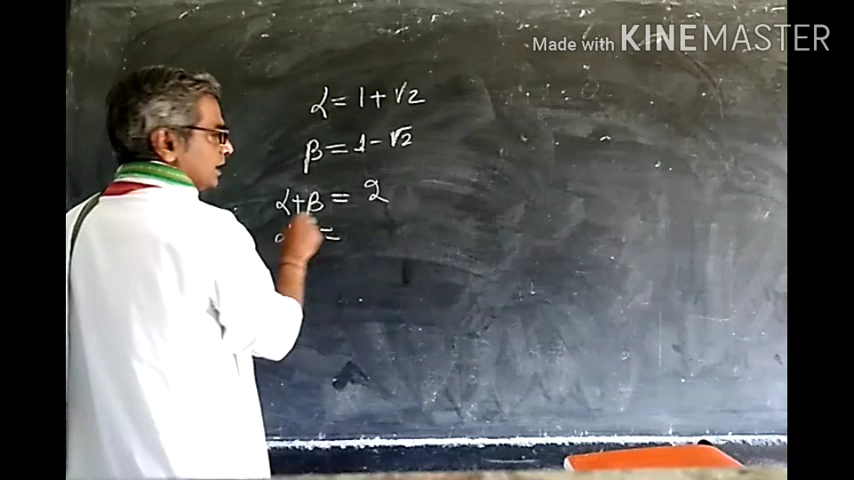 Made with KINEMASTER
α = 1 + √2
β = 1 - √2
α + β = 2
α =